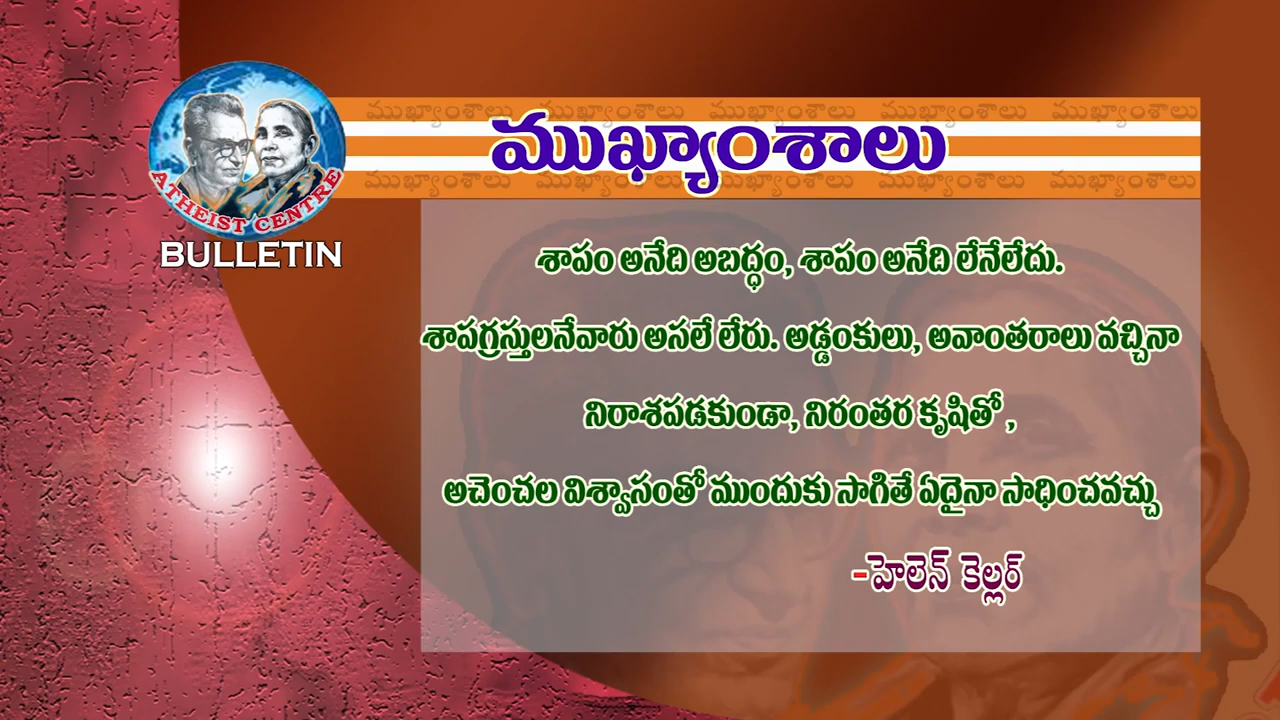 ముఖ్యాంశాలు ముఖ్యాంశాలు ముఖ్యాంశాలు ముఖ్యాంశాలు ముఖ్యాంశాలు
ముఖ్యాంశాలు
ముఖ్యాంశాలు ముఖ్యాంశాలు ముఖ్యాంశాలు ముఖ్యాంశాలు ముఖ్యాంశాలు
ATHEIST CENTRE
BULLETIN
శాపం అనేది అబద్ధం, శాపం అనేది లేనేలేదు.
శాపగ్రస్తులనేవారు అసలే లేరు. అడ్డంకులు, అవాంతరాలు వచ్చినా
నిరాశపడకుండా, నిరంతర కృషితో ,
అచెంచల విశ్వాసంతో ముందుకు సాగితే ఏదైనా సాధించవచ్చు
-హెలెన్ కెల్లర్